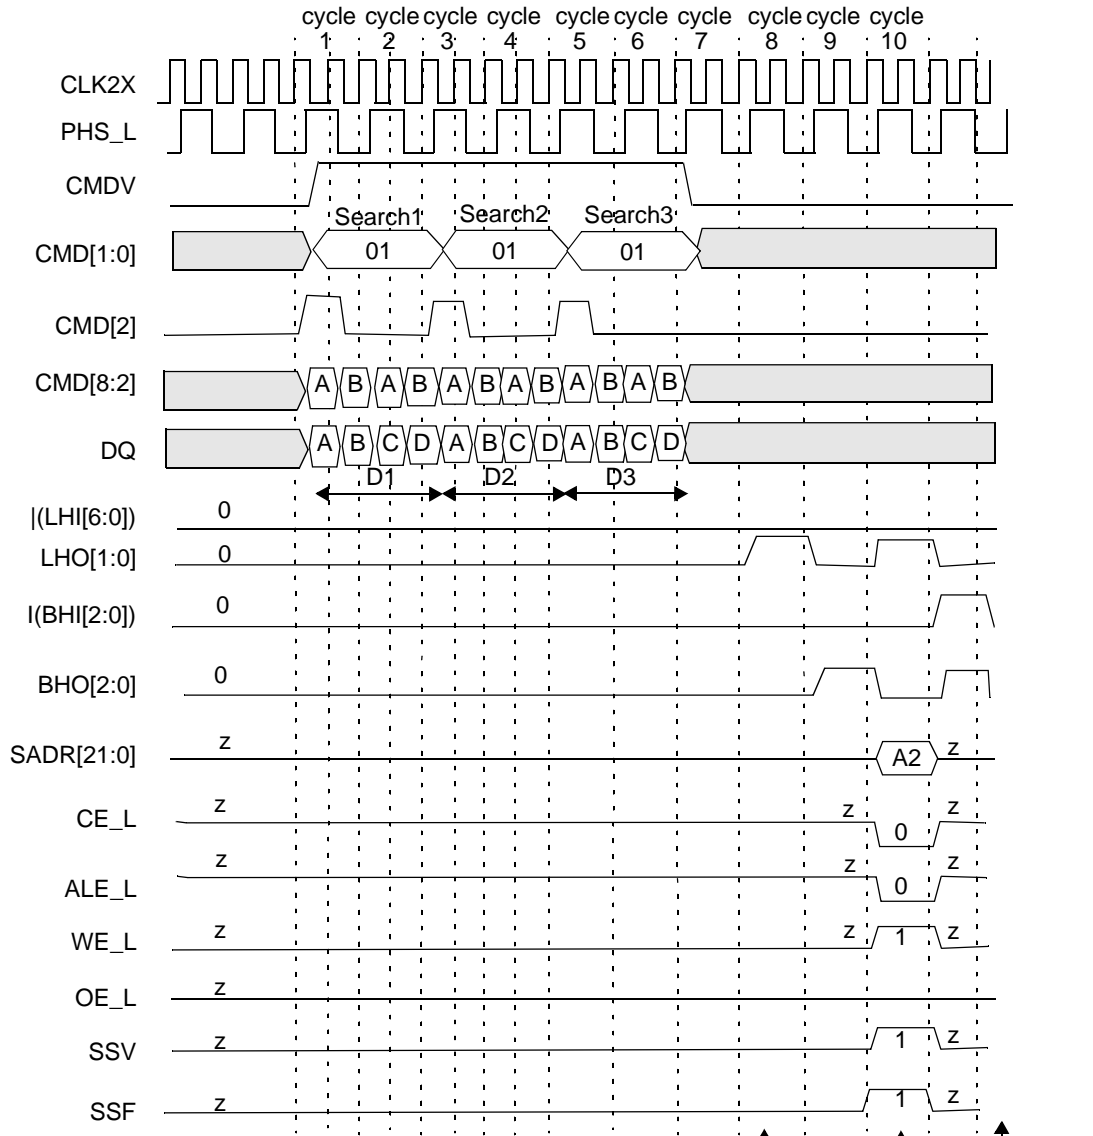 cycle cycle cycle cycle cycle cycle cycle cycle cycle cycle
1 2 3 4 5 6 7 8 9 10
CLK2X
PHS_L
CMDV
Search1 Search2 Search3
CMD[1:0] 01 01 01
CMD[2]
CMD[8:2] A B A B A B A B A B A B
DQ A B C D A B C D A B C D
D1 D2 D3
|(LHI[6:0]) 0
LHO[1:0] 0
I(BHI[2:0]) 0
BHO[2:0] 0
SADR[21:0] z A2 z
CE_L z z 0 z
ALE_L z z 0 z
WE_L z z 1 z
OE_L z
SSV z 1 z
SSF z 1 z